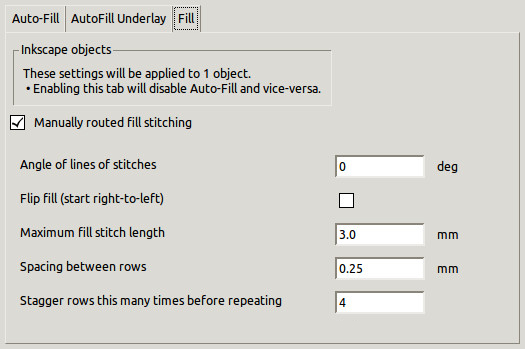 Auto-Fill AutoFill Underlay Fill
Inkscape objects
These settings will be applied to 1 object.
• Enabling this tab will disable Auto-Fill and vice-versa.
Manually routed fill stitching
Angle of lines of stitches 0 deg
Flip fill (start right-to-left)
Maximum fill stitch length 3.0 mm
Spacing between rows 0.25 mm
Stagger rows this many times before repeating 4